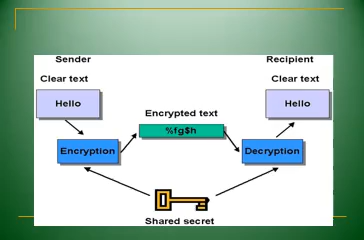 Sender
Recipient
Clear text
Clear text
Hello
Hello
Encrypted text
%fg$h
Encryption
Decryption
Shared secret